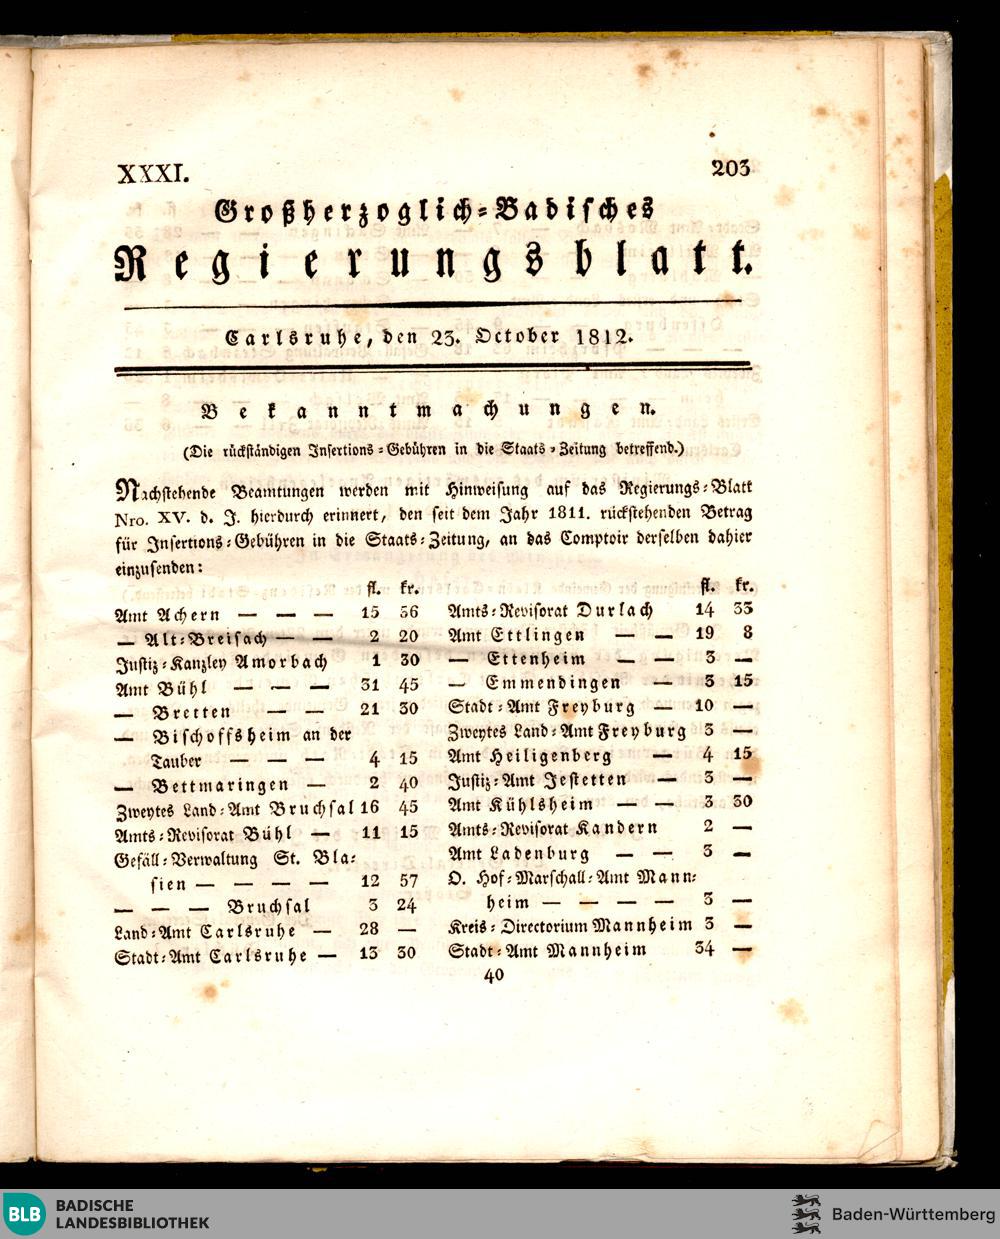 XXXI. 203
Großherzoglich-Badisches
Regierungsblatt.
Carlsruhe, den 23. October 1812.
Bekanntmachungen.
(Die rückständigen Insertions-Gebühren in die Staats-Zeitung betreffend.)
Nachstehende Beamtungen werden mit Hinweisung auf das Regierungs-Blatt
Nro. XV. d. J. hierdurch erinnert, den seit dem Jahr 1811. rückstehenden Betrag
für Insertions-Gebühren in die Staats-Zeitung, an das Comptoir derselben dahier
einzusenden:
fl. kr.
Amt Achern — — — 15 56
— Alt-Breisach — — 2 20
Justiz-Kanzley Amorbach 1 30
Amt Bühl — — — 31 45
— Bretten — — 21 30
— Bischoffsheim an der
Tauber — — — 4 15
— Bettmaringen — 2 40
Zweytes Land-Amt Bruchsal 16 45
Amts-Revisorat Bühl — 11 15
Gefäll-Verwaltung St. Bla-
sien — — — — 12 57
— — — Bruchsal 3 24
Land-Amt Carlsruhe — 28 —
Stadt-Amt Carlsruhe — 13 30
fl. kr.
Amts-Revisorat Durlach 14 33
Amt Ettlingen — — 19 8
— Ettenheim — — 3 —
— Emmendingen — 3 15
Stadt-Amt Freyburg — 10 —
Zweytes Land-Amt Freyburg 3 —
Amt Heiligenberg — 4 15
Justiz-Amt Jestetten — 3 —
Amt Kühlsheim — — 3 30
Amts-Revisorat Kandern 2 —
Amt Ladenburg — — 3 —
O. Hof-Marschall-Amt Mann-
heim — — — — 3 —
Kreis-Directorium Mannheim 3 —
Stadt-Amt Mannheim 34 —
40
BLB BADISCHE
LANDESBIBLIOTHEK
Baden-Württemberg